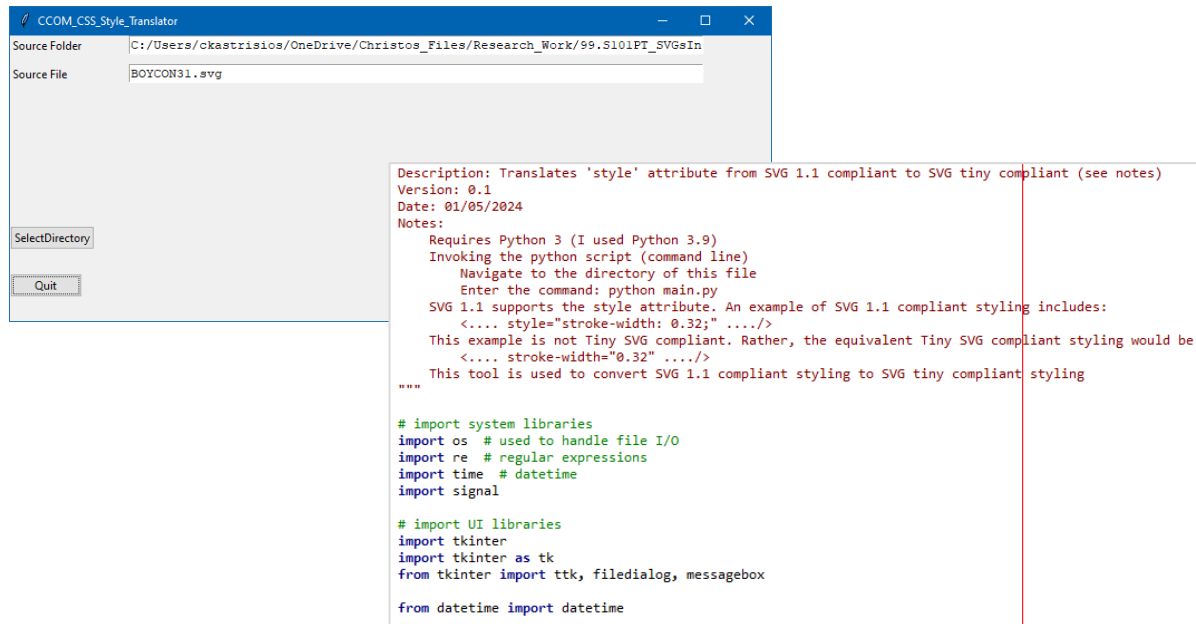 CCOM_CSS_Style_Translator
Source Folder C:/Users/ckastrisios/OneDrive/Christos_Files/Research_Work/99.S101PT_SVGsIn
Source File BOYCON31.svg
SelectDirectory
Quit
Description: Translates 'style' attribute from SVG 1.1 compliant to SVG tiny compliant (see notes)
Version: 0.1
Date: 01/05/2024
Notes:
Requires Python 3 (I used Python 3.9)
Invoking the python script (command line)
Navigate to the directory of this file
Enter the command: python main.py
SVG 1.1 supports the style attribute. An example of SVG 1.1 compliant styling includes:
<.... style="stroke-width: 0.32;" ..../>
This example is not Tiny SVG compliant. Rather, the equivalent Tiny SVG compliant styling would be
<.... stroke-width="0.32" ..../>
This tool is used to convert SVG 1.1 compliant styling to SVG tiny compliant styling
"""
# import system libraries
import os # used to handle file I/O
import re # regular expressions
import time # datetime
import signal
# import UI libraries
import tkinter
import tkinter as tk
from tkinter import ttk, filedialog, messagebox
from datetime import datetime